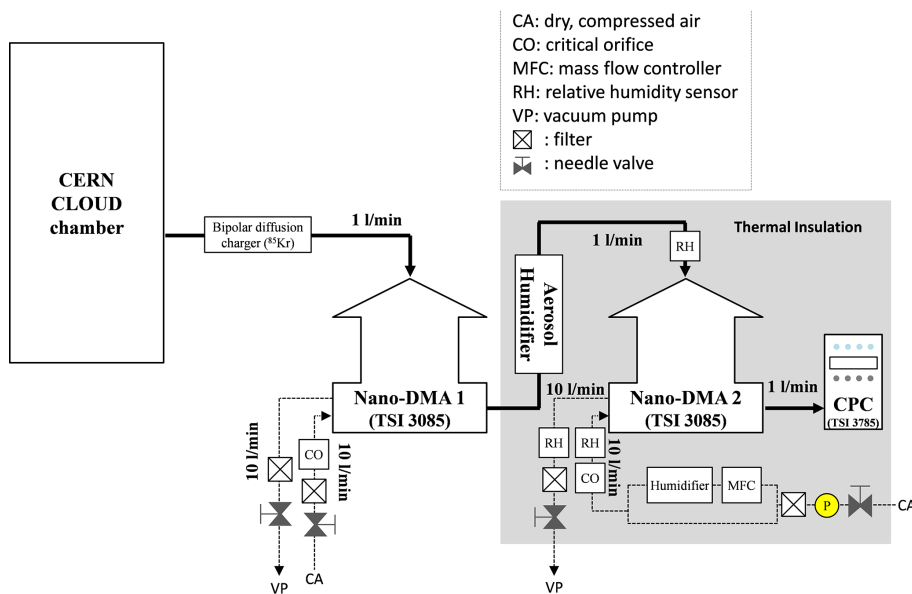 CA: dry, compressed air
CO: critical orifice
MFC: mass flow controller
RH: relative humidity sensor
VP: vacuum pump
: filter
: needle valve
CERN
CLOUD
chamber
Bipolar diffusion
charger (⁸⁵Kr)
1 l/min
1 l/min
RH
Thermal Insulation
Aerosol
Humidifier
Nano-DMA 1
(TSI 3085)
10 l/min
Nano-DMA 2
(TSI 3085)
1 l/min
CPC
(TSI 3785)
10 l/min
CO
10 l/min
RH
RH
10 l/min
CO
Humidifier
MFC
P
CA
VP
CA
VP